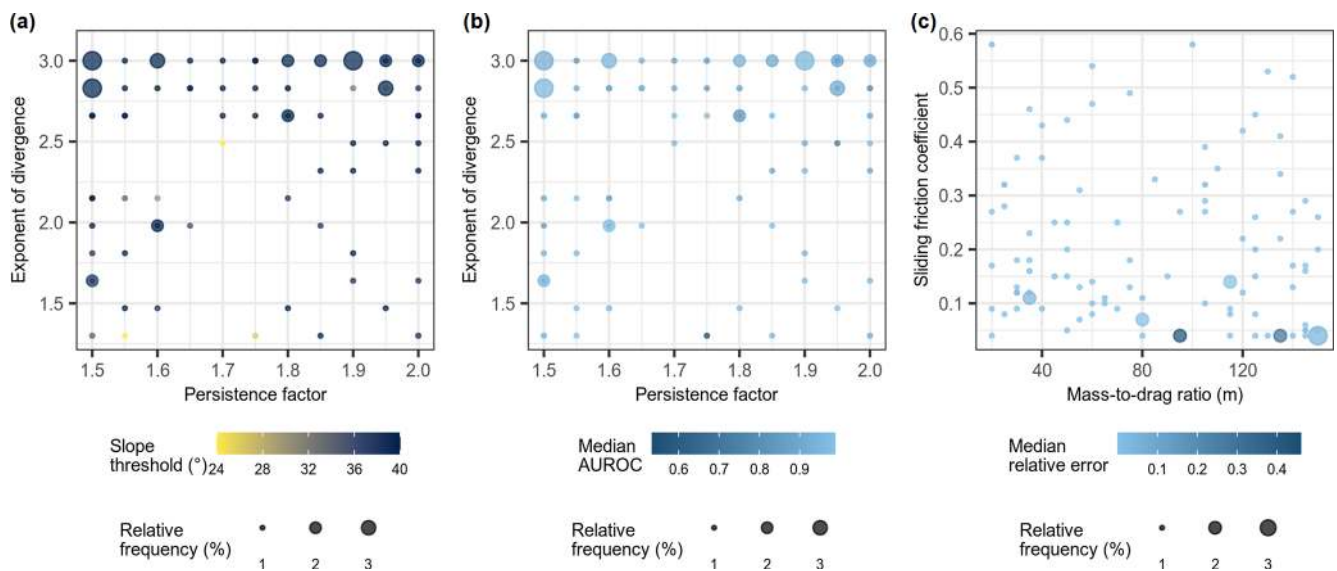 (a)
3.0
2.5
2.0
1.5
Exponent of divergence
1.5 1.6 1.7 1.8 1.9 2.0
Persistence factor
Slope
threshold (°)
24 28 32 36 40
Relative
frequency (%)
1 2 3
(b)
3.0
2.5
2.0
1.5
Exponent of divergence
1.5 1.6 1.7 1.8 1.9 2.0
Persistence factor
Median
AUROC
0.6 0.7 0.8 0.9
Relative
frequency (%)
1 2 3
(c)
0.6
0.5
0.4
0.3
0.2
0.1
Sliding friction coefficient
40 80 120
Mass-to-drag ratio (m)
Median
relative error
0.1 0.2 0.3 0.4
Relative
frequency (%)
1 2 3